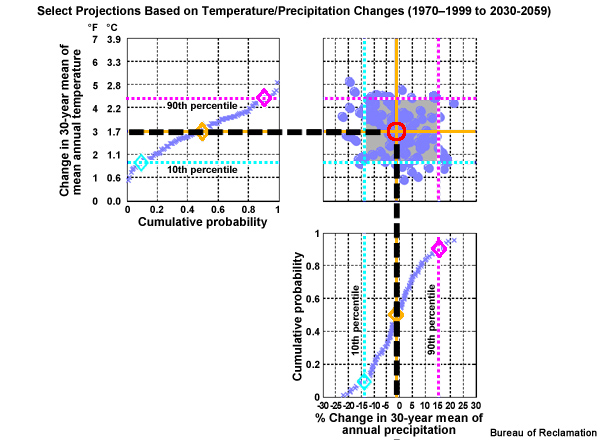 Select Projections Based on Temperature/Precipitation Changes (1970–1999 to 2030-2059)
°F °C
7 3.9
6 3.3
5 2.8
4 2.2
3 1.7
2 1.1
1 0.6
0 0.0
Change in 30-year mean of
mean annual temperature
90th percentile
10th percentile
0 0.2 0.4 0.6 0.8 1
Cumulative probability
1
0.8
0.6
0.4
0.2
0
Cumulative probability
10th percentile
90th percentile
-30 -25 -20 -15 -10 -5 0 5 10 15 20 25 30
% Change in 30-year mean of
annual precipitation
Bureau of Reclamation